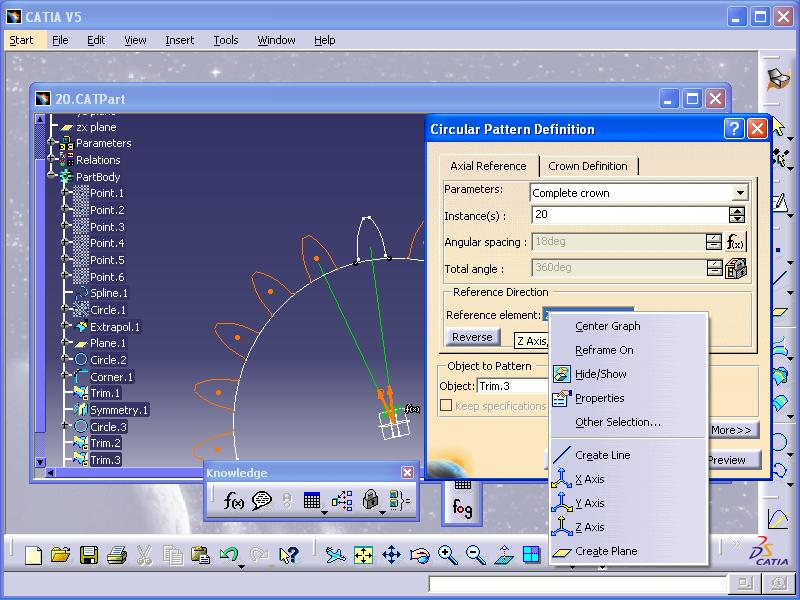 CATIA V5
Start File Edit View Insert Tools Window Help
20.CATPart
zx plane
Parameters
Relations
PartBody
Point.1
Point.2
Point.3
Point.4
Point.5
Point.6
Spline.1
Circle.1
Extrapol.1
Plane.1
Circle.2
Corner.1
Trim.1
Symmetry.1
Circle.3
Trim.2
Trim.3
f(x)
Circular Pattern Definition
Axial Reference Crown Definition
Parameters: Complete crown
Instance(s) : 20
Angular spacing : 18deg f(x)
Total angle : 360deg
Reference Direction
Reference element:
Reverse Z Axis,
Object to Pattern
Object: Trim.3
Keep specifications
More>>
Preview
Center Graph
Reframe On
Hide/Show
Properties
Other Selection...
Create Line
X Axis
Y Axis
Z Axis
Create Plane
Knowledge
f(x)
fog
CATIA